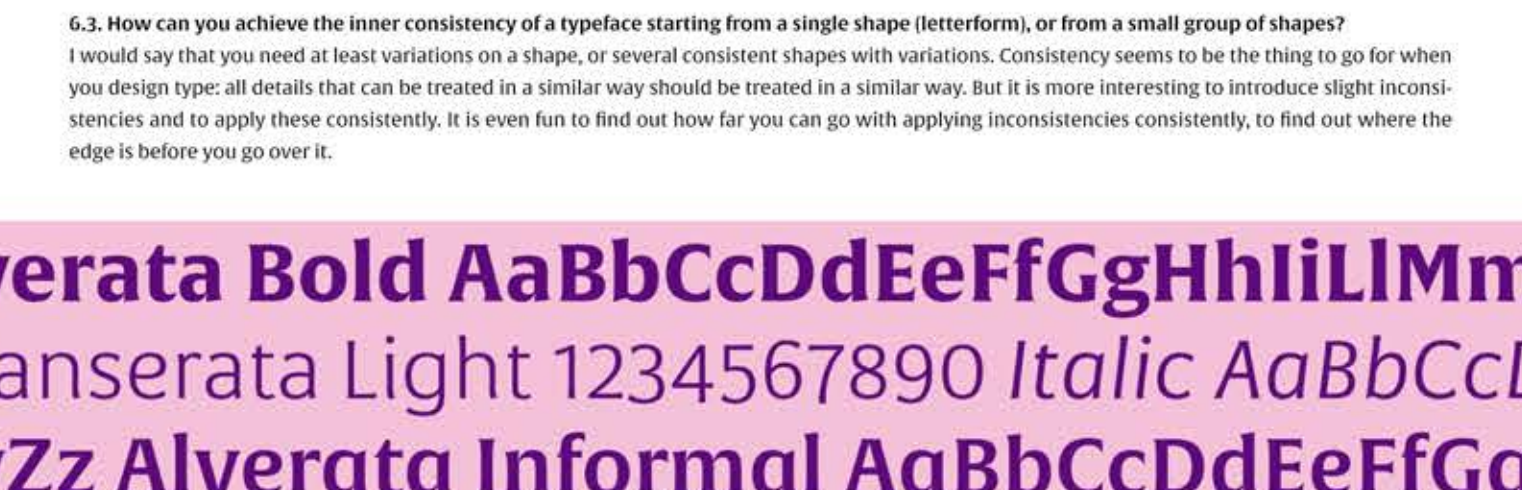 6.3. How can you achieve the inner consistency of a typeface starting from a single shape (letterform), or from a small group of shapes?
I would say that you need at least variations on a shape, or several consistent shapes with variations. Consistency seems to be the thing to go for when
you design type: all details that can be treated in a similar way should be treated in a similar way. But it is more interesting to introduce slight inconsi-
stencies and to apply these consistently. It is even fun to find out how far you can go with applying inconsistencies consistently, to find out where the
edge is before you go over it.
verata Bold AaBbCcDdEeFfGgHhIiLlMm
anserata Light 1234567890 Italic AaBbCcD
yZz Alverata Informal AaBbCcDdEeFfGg